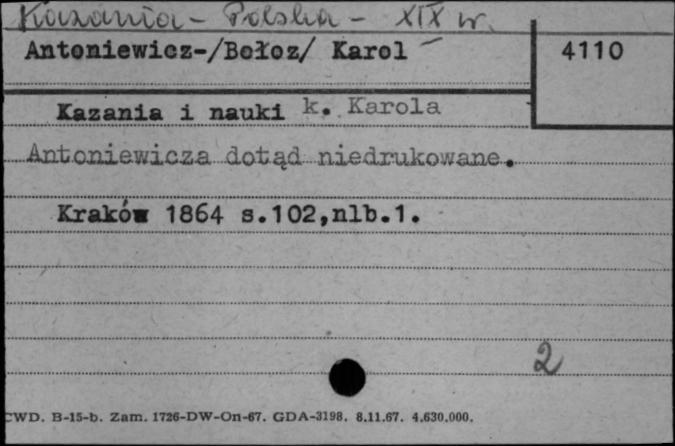 Kazania - Polska - XIX w.
Antoniewicz-/Bołoz/ Karol
4110
Kazania i nauki k. Karola
Antoniewicza dotąd niedrukowane.
Kraków 1864 s.102,nlb.1.
2
CWD. B-15-b. Zam. 1726-DW-On-67. GDA-3198. 8.11.67. 4.630.000.